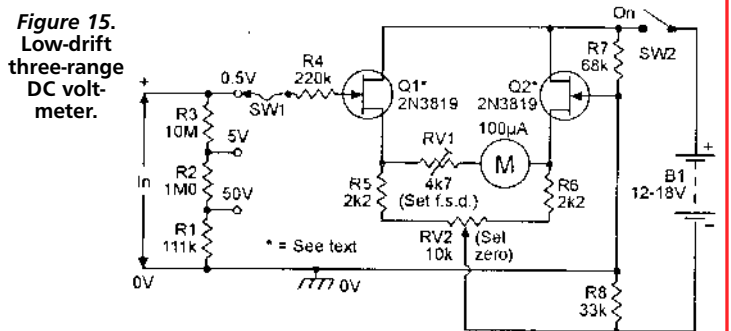 Figure 15.
Low-drift
three-range
DC volt-
meter.
+
0.5V
SW1
R4
220k
Q1*
2N3819
Q2*
2N3819
On
SW2
R7
68k
R3
10M
5V
R2
1M0
50V
R1
111k
In
0V
* = See text
0V
RV1
4k7
(Set f.s.d.)
100µA
M
R5
2k2
R6
2k2
RV2
10k
(Set
zero)
B1
12-18V
+
-
R8
33k